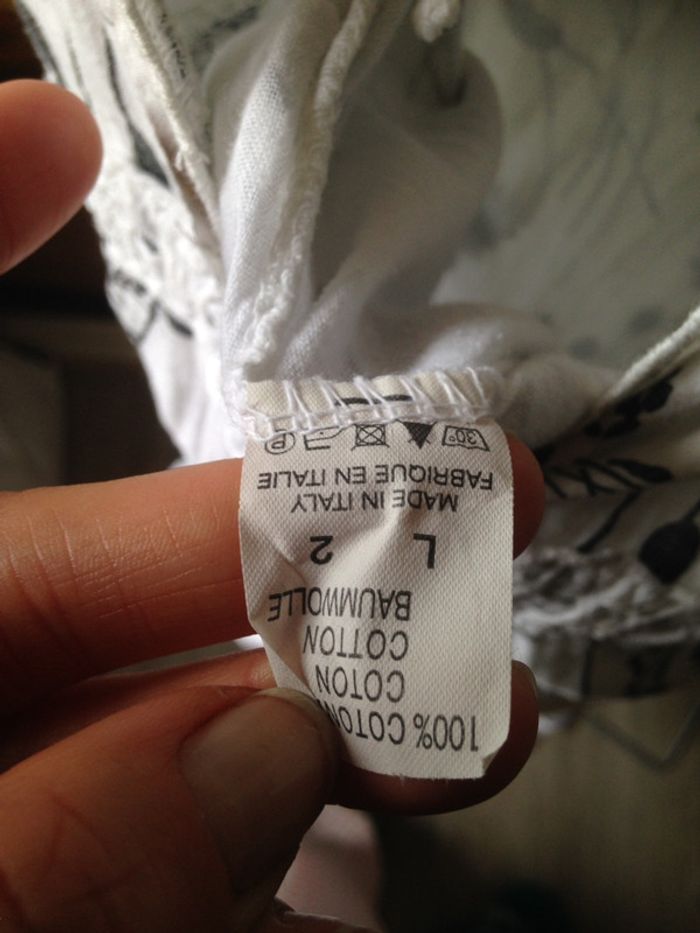 100% COTON
COTON
COTTON
BAUMWOLLE
L 2
MADE IN ITALY
FABRIQUE EN ITALIE
30° P